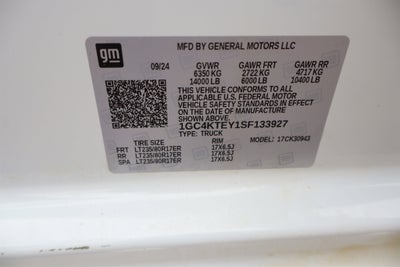 gm
MFD BY GENERAL MOTORS LLC
09/24 GVWR GAWR FRT GAWR RR
6350 KG 2722 KG 4717 KG
14000 LB 6000 LB 10400 LB
THIS VEHICLE CONFORMS TO ALL
APPLICABLE U.S. FEDERAL MOTOR
VEHICLE SAFETY STANDARDS IN EFFECT
ON THE DATE OF MANUFACTURE
SHOWN ABOVE.
1GC4KTEY1SF133927
TYPE: TRUCK
TIRE SIZE RIM MODEL: 17CK30943
FRT LT235/80R17ER 17X6.5J
RR LT235/80R17ER 17X6.5J
SPA LT235/80R17ER 17X6.5J